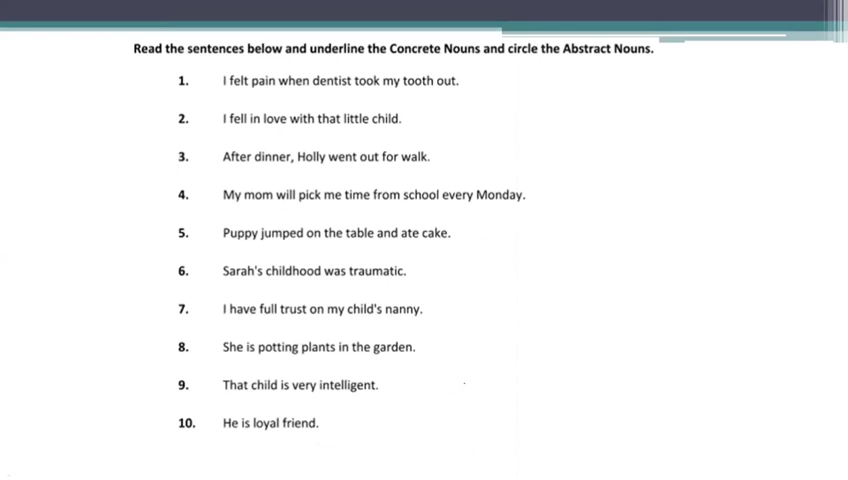 Read the sentences below and underline the Concrete Nouns and circle the Abstract Nouns.
1. I felt pain when dentist took my tooth out.
2. I fell in love with that little child.
3. After dinner, Holly went out for walk.
4. My mom will pick me time from school every Monday.
5. Puppy jumped on the table and ate cake.
6. Sarah's childhood was traumatic.
7. I have full trust on my child's nanny.
8. She is potting plants in the garden.
9. That child is very intelligent.
10. He is loyal friend.